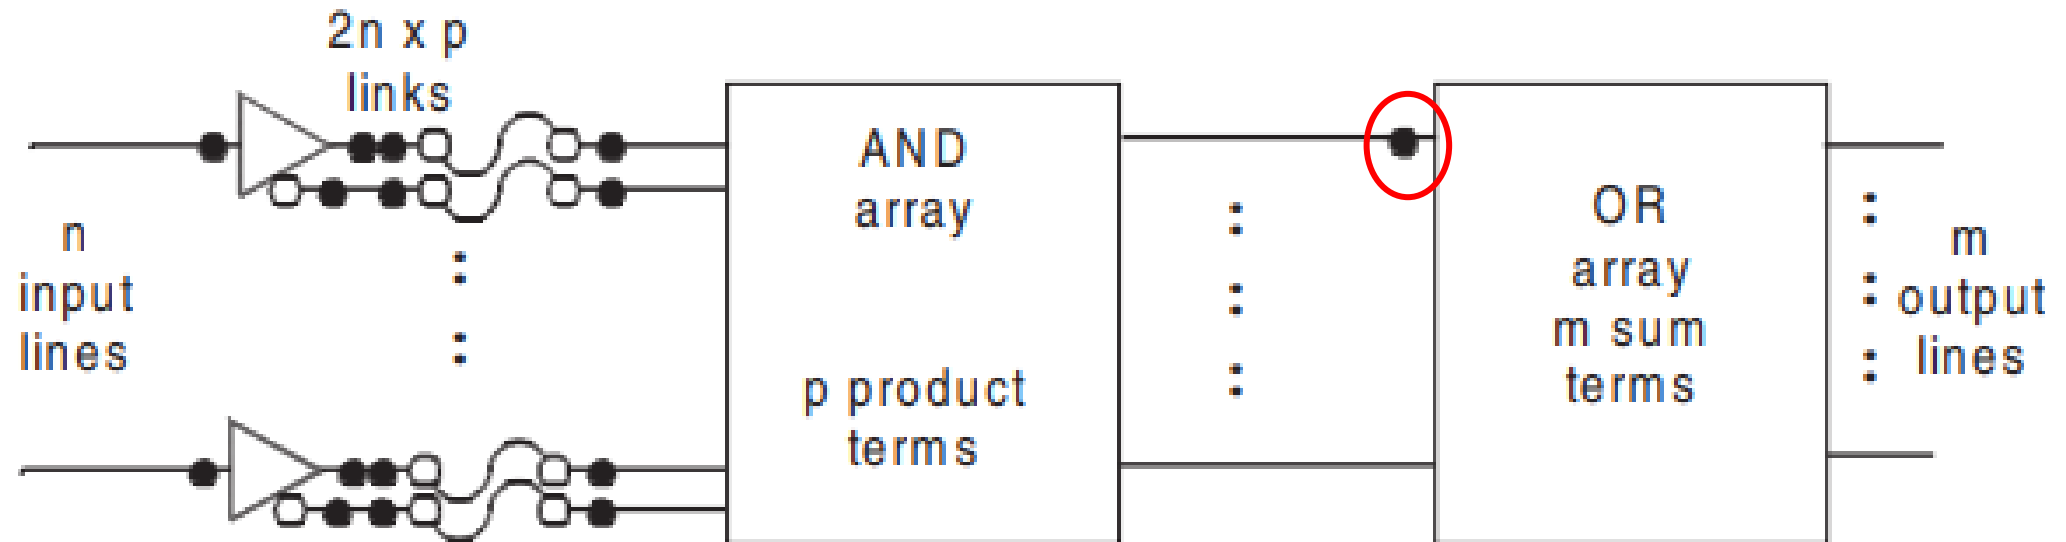 2n x p
links
n
input
lines
AND
array
p product
terms
OR
array
m sum
terms
m
output
lines